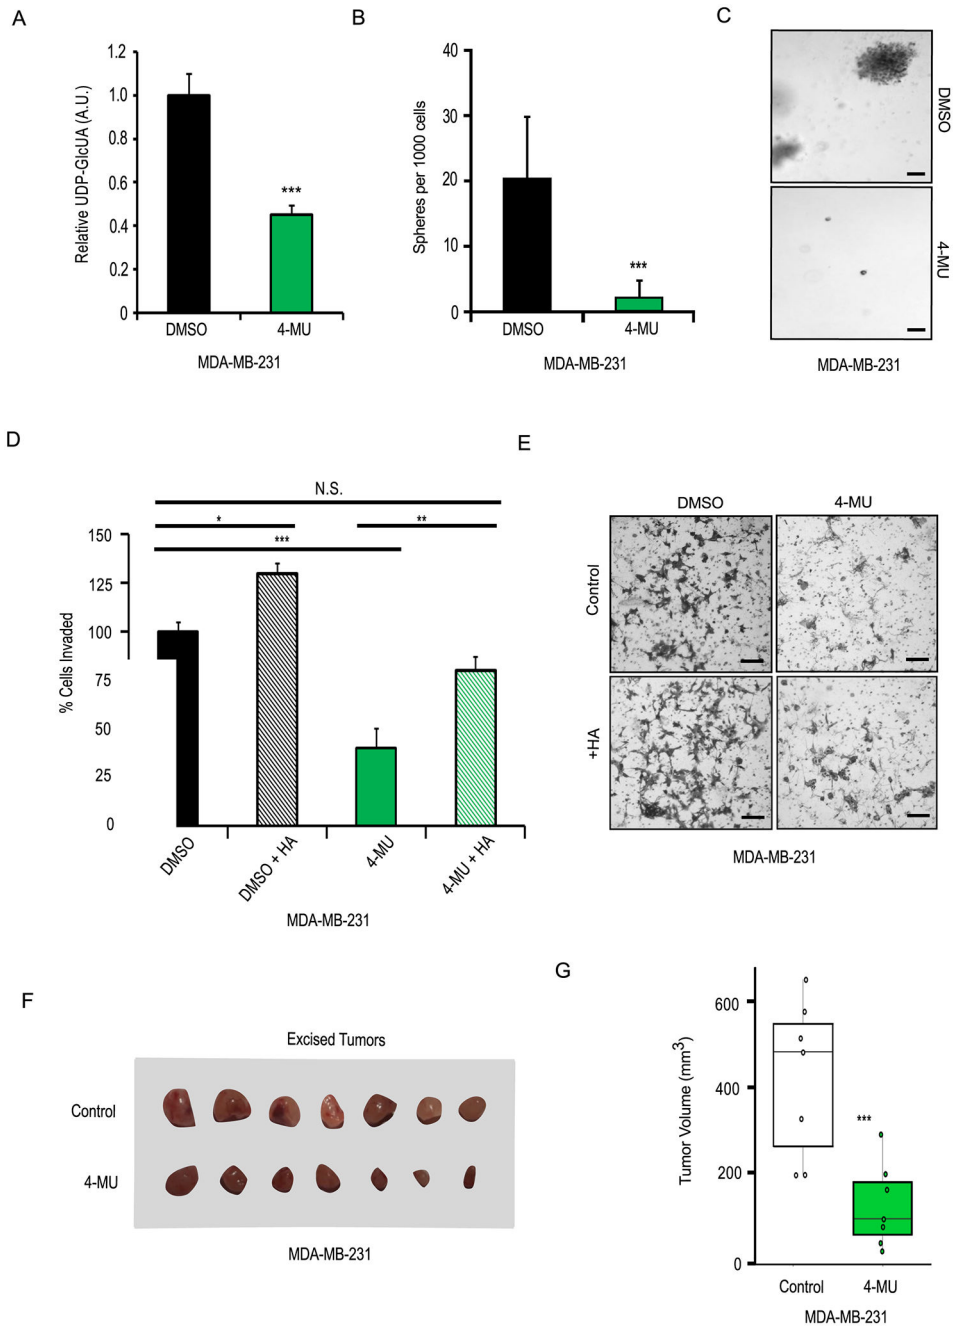 A
Relative UDP-GlcUA (A.U.)
1.2
1.0
0.8
0.6
0.4
0.2
0
***
DMSO
4-MU
MDA-MB-231
B
Spheres per 1000 cells
40
30
20
10
0
***
DMSO
4-MU
MDA-MB-231
C
DMSO
4-MU
MDA-MB-231
D
N.S.
*
**
***
% Cells Invaded
150
125
100
75
50
25
0
DMSO
DMSO + HA
4-MU
4-MU + HA
MDA-MB-231
E
DMSO
4-MU
Control
+HA
MDA-MB-231
F
Excised Tumors
Control
4-MU
MDA-MB-231
G
Tumor Volume (mm3)
600
400
200
0
***
Control
4-MU
MDA-MB-231